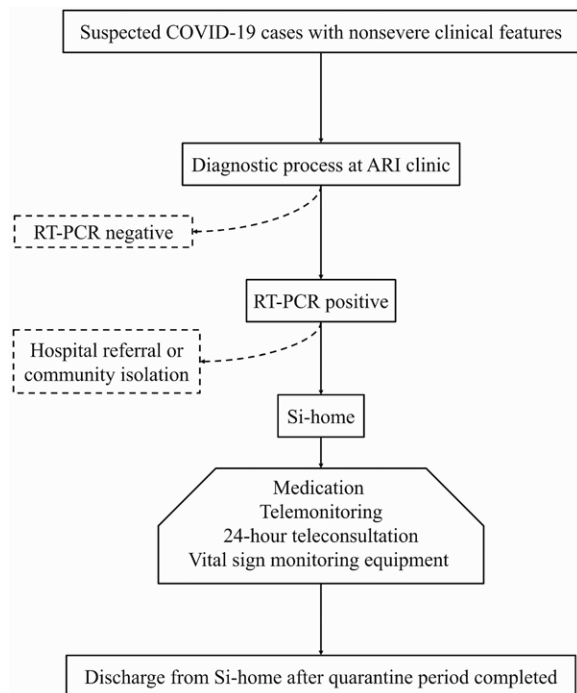 Suspected COVID-19 cases with nonsevere clinical features
Diagnostic process at ARI clinic
RT-PCR negative
RT-PCR positive
Hospital referral or
community isolation
Si-home
Medication
Telemonitoring
24-hour teleconsultation
Vital sign monitoring equipment
Discharge from Si-home after quarantine period completed